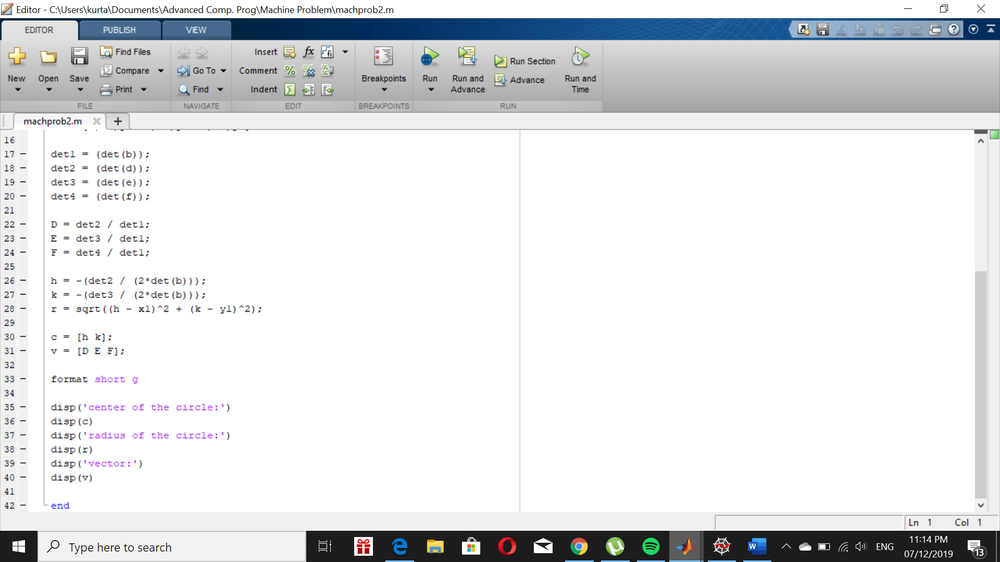 Editor - C:\Users\kurta\Documents\Advanced Comp. Prog\Machine Problem\machprob2.m
EDITOR PUBLISH VIEW
New Open Save Find Files Compare Print
FILE
Go To Find
NAVIGATE
Insert fx
Comment
Indent
EDIT
Breakpoints
BREAKPOINTS
Run Run and Advance Run Section Advance Run and Time
RUN
machprob2.m
16
17 det1 = (det(b));
18 det2 = (det(d));
19 det3 = (det(e));
20 det4 = (det(f));
21
22 D = det2 / det1;
23 E = det3 / det1;
24 F = det4 / det1;
25
26 h = -(det2 / (2*det(b)));
27 k = -(det3 / (2*det(b)));
28 r = sqrt((h - x1)^2 + (k - y1)^2);
29
30 c = [h k];
31 v = [D E F];
32
33 format short g
34
35 disp('center of the circle:')
36 disp(c)
37 disp('radius of the circle:')
38 disp(r)
39 disp('vector:')
40 disp(v)
41
42 end
Ln 1 Col 1
Type here to search
ENG
11:14 PM
07/12/2019
13